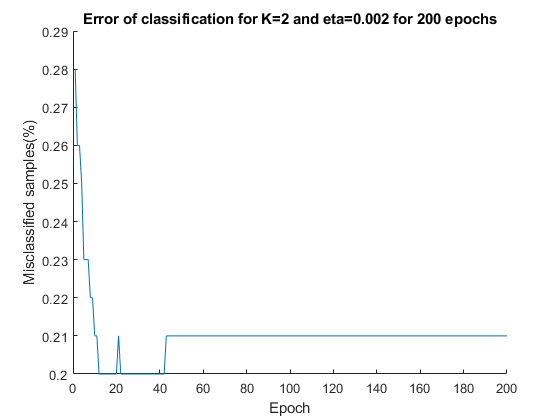 Error of classification for K=2 and eta=0.002 for 200 epochs
0.29
0.28
0.27
0.26
0.25
0.24
0.23
0.22
0.21
0.2
Misclassified samples(%)
0 20 40 60 80 100 120 140 160 180 200
Epoch